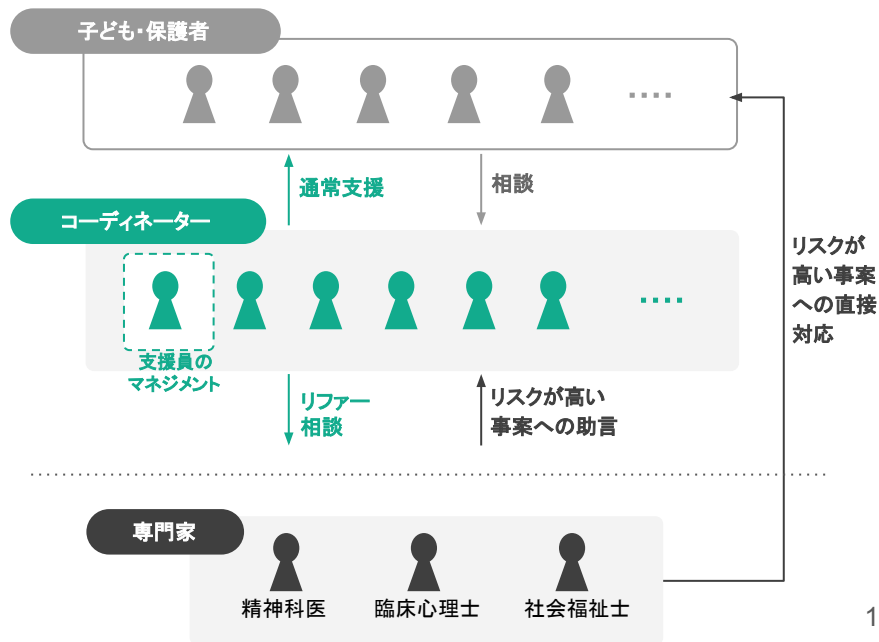 子ども・保護者
通常支援
相談
コーディネーター
支援員の
マネジメント
リファー
相談
リスクが高い
事案への助言
リスクが
高い事案
への直接
対応
専門家
精神科医
臨床心理士
社会福祉士
1